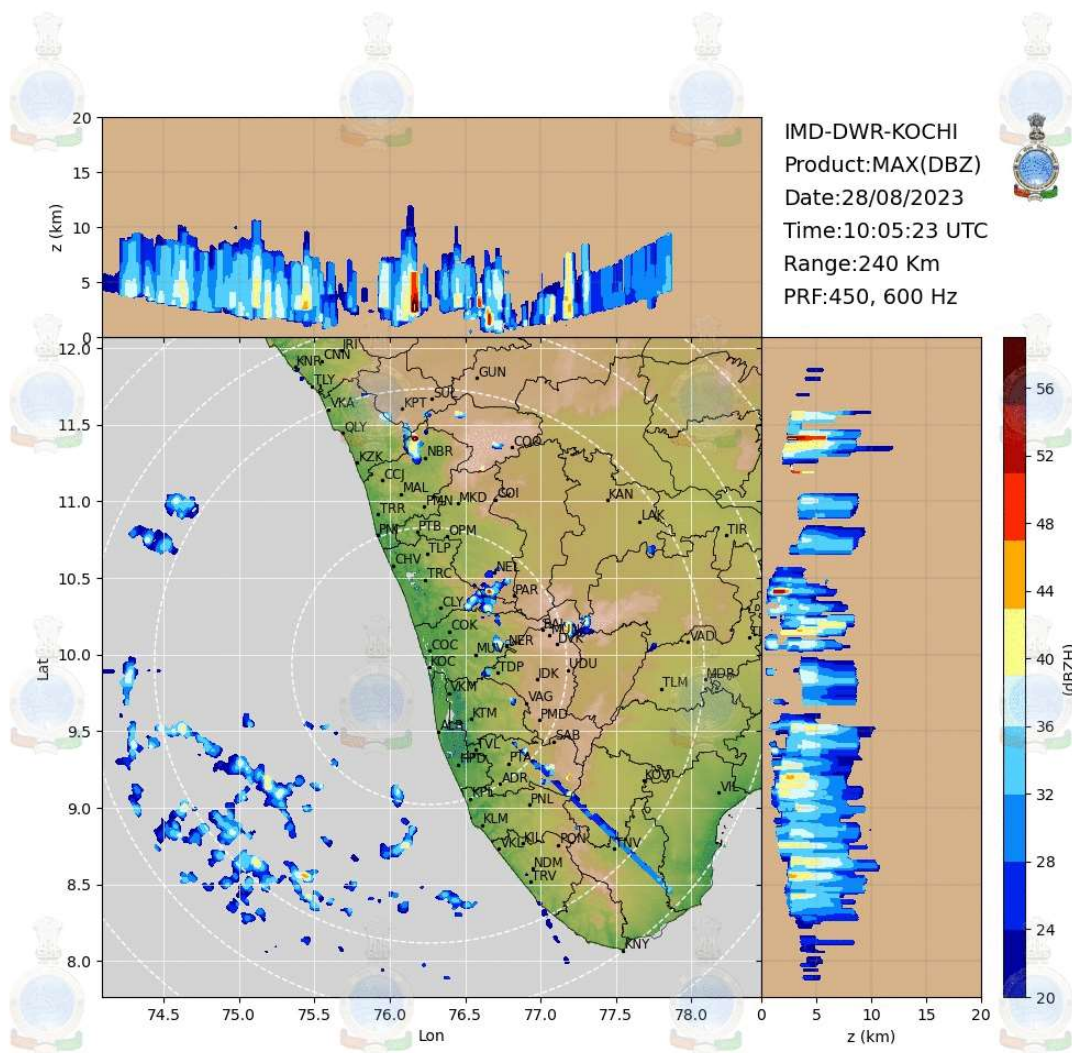 IMD-DWR-KOCHI
Product:MAX(DBZ)
Date:28/08/2023
Time:10:05:23 UTC
Range:240 Km
PRF:450, 600 Hz
20
15
10
5
0
z (km)
12.0
11.5
11.0
10.5
10.0
9.5
9.0
8.5
8.0
Lat
IRI
KNR
CNN
TLY
GUN
VKA
KPT
QLY
COO
NBR
KZK
CCJ
MAL
PMN
MKD
COI
KAN
TRR
LAK
PNI
PTB
OPM
TIR
TLP
CHV
TRC
NEL
PAR
CLY
COK
DVK
VAD
COC
MUV
NER
KOC
TDP
IDK
UDU
TLM
MDR
VKM
VAG
KTM
PMD
ALP
SAB
TVL
PTA
KOV
ADR
VIL
KPL
PNL
KLM
VKL
KIL
PON
TNV
NDM
TRV
KNY
74.5
75.0
75.5
76.0
76.5
77.0
77.5
78.0
Lon
0
5
10
15
20
z (km)
56
52
48
44
40
36
32
28
24
20
(dBZH)